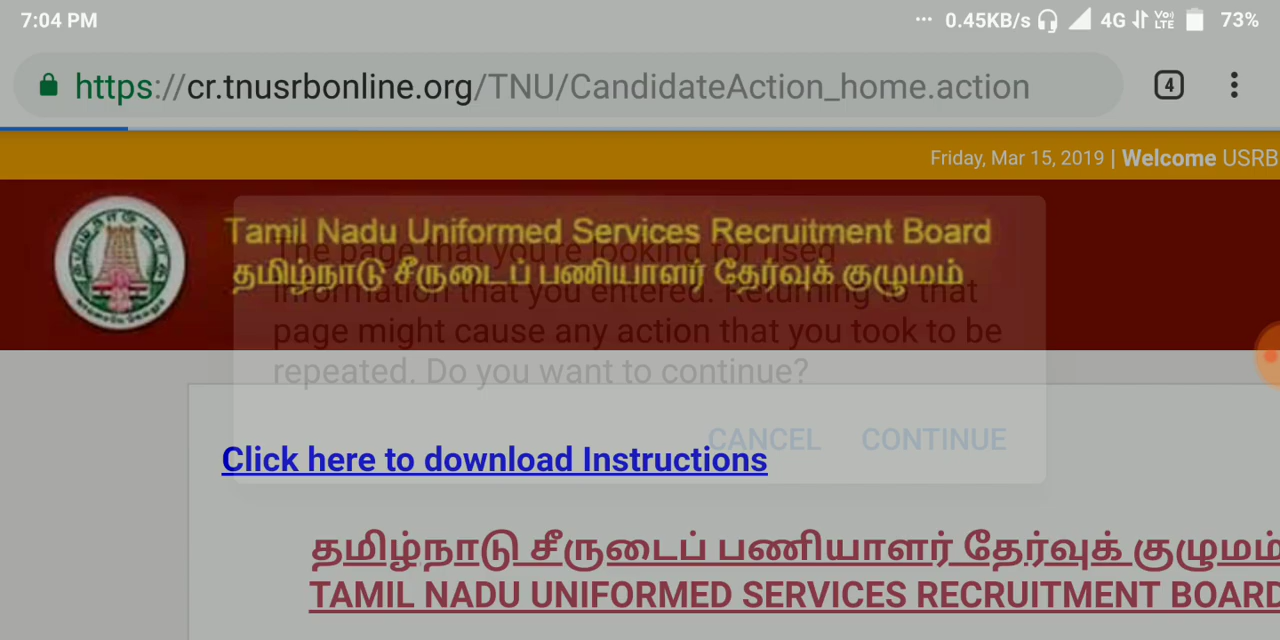 7:04 PM
... 0.45KB/s 4G Vo) LTE 73%
https://cr.tnusrbonline.org/TNU/CandidateAction_home.action
4
Friday, Mar 15, 2019 | Welcome USRB
Tamil Nadu Uniformed Services Recruitment Board
தமிழ்நாடு சீருடைப் பணியாளர் தேர்வுக் குழுமம்
The page that you're looking for used
information that you entered. Returning to that
page might cause any action that you took to be
repeated. Do you want to continue?
CANCEL CONTINUE
Click here to download Instructions
தமிழ்நாடு சீருடைப் பணியாளர் தேர்வுக் குழுமம்
TAMIL NADU UNIFORMED SERVICES RECRUITMENT BOARD